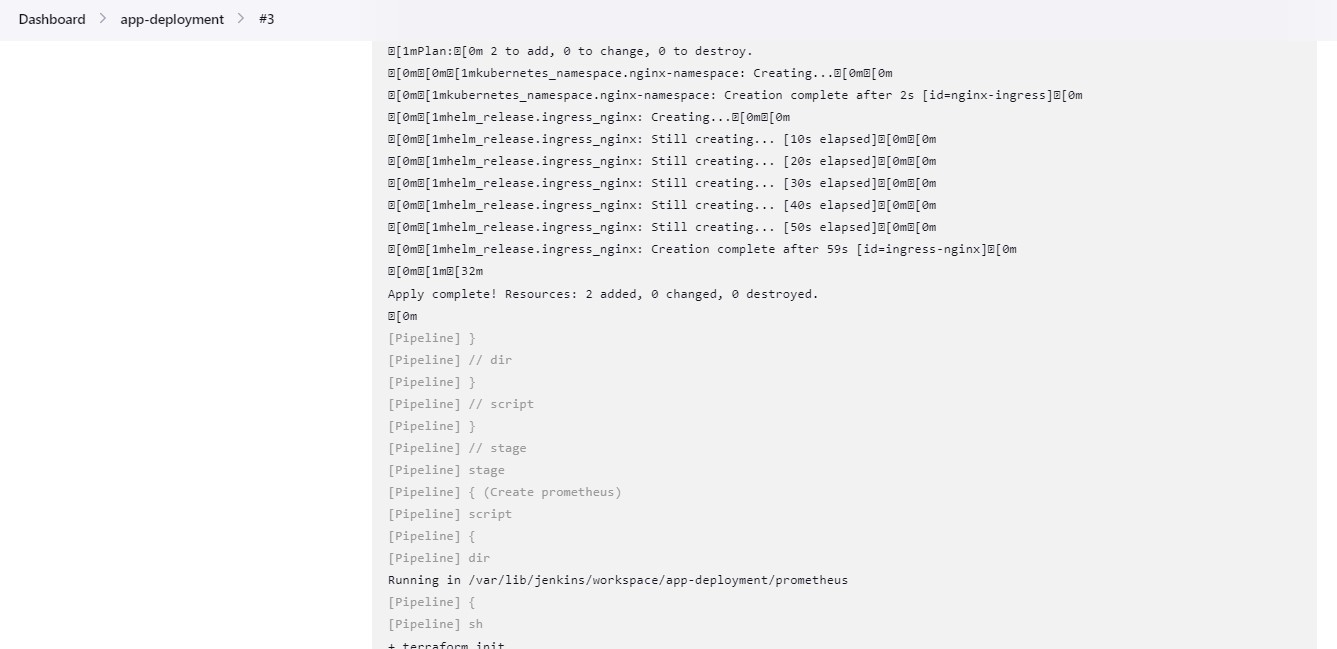 Dashboard > app-deployment > #3
␛[1mPlan:␛[0m 2 to add, 0 to change, 0 to destroy.
␛[0m␛[0m␛[1mkubernetes_namespace.nginx-namespace: Creating...␛[0m␛[0m
␛[0m␛[1mkubernetes_namespace.nginx-namespace: Creation complete after 2s [id=nginx-ingress]␛[0m
␛[0m␛[1mhelm_release.ingress_nginx: Creating...␛[0m␛[0m
␛[0m␛[1mhelm_release.ingress_nginx: Still creating... [10s elapsed]␛[0m␛[0m
␛[0m␛[1mhelm_release.ingress_nginx: Still creating... [20s elapsed]␛[0m␛[0m
␛[0m␛[1mhelm_release.ingress_nginx: Still creating... [30s elapsed]␛[0m␛[0m
␛[0m␛[1mhelm_release.ingress_nginx: Still creating... [40s elapsed]␛[0m␛[0m
␛[0m␛[1mhelm_release.ingress_nginx: Still creating... [50s elapsed]␛[0m␛[0m
␛[0m␛[1mhelm_release.ingress_nginx: Creation complete after 59s [id=ingress-nginx]␛[0m
␛[0m␛[1m␛[32m
Apply complete! Resources: 2 added, 0 changed, 0 destroyed.
␛[0m
[Pipeline] }
[Pipeline] // dir
[Pipeline] }
[Pipeline] // script
[Pipeline] }
[Pipeline] // stage
[Pipeline] stage
[Pipeline] { (Create prometheus)
[Pipeline] script
[Pipeline] {
[Pipeline] dir
Running in /var/lib/jenkins/workspace/app-deployment/prometheus
[Pipeline] {
[Pipeline] sh
+ terraform init